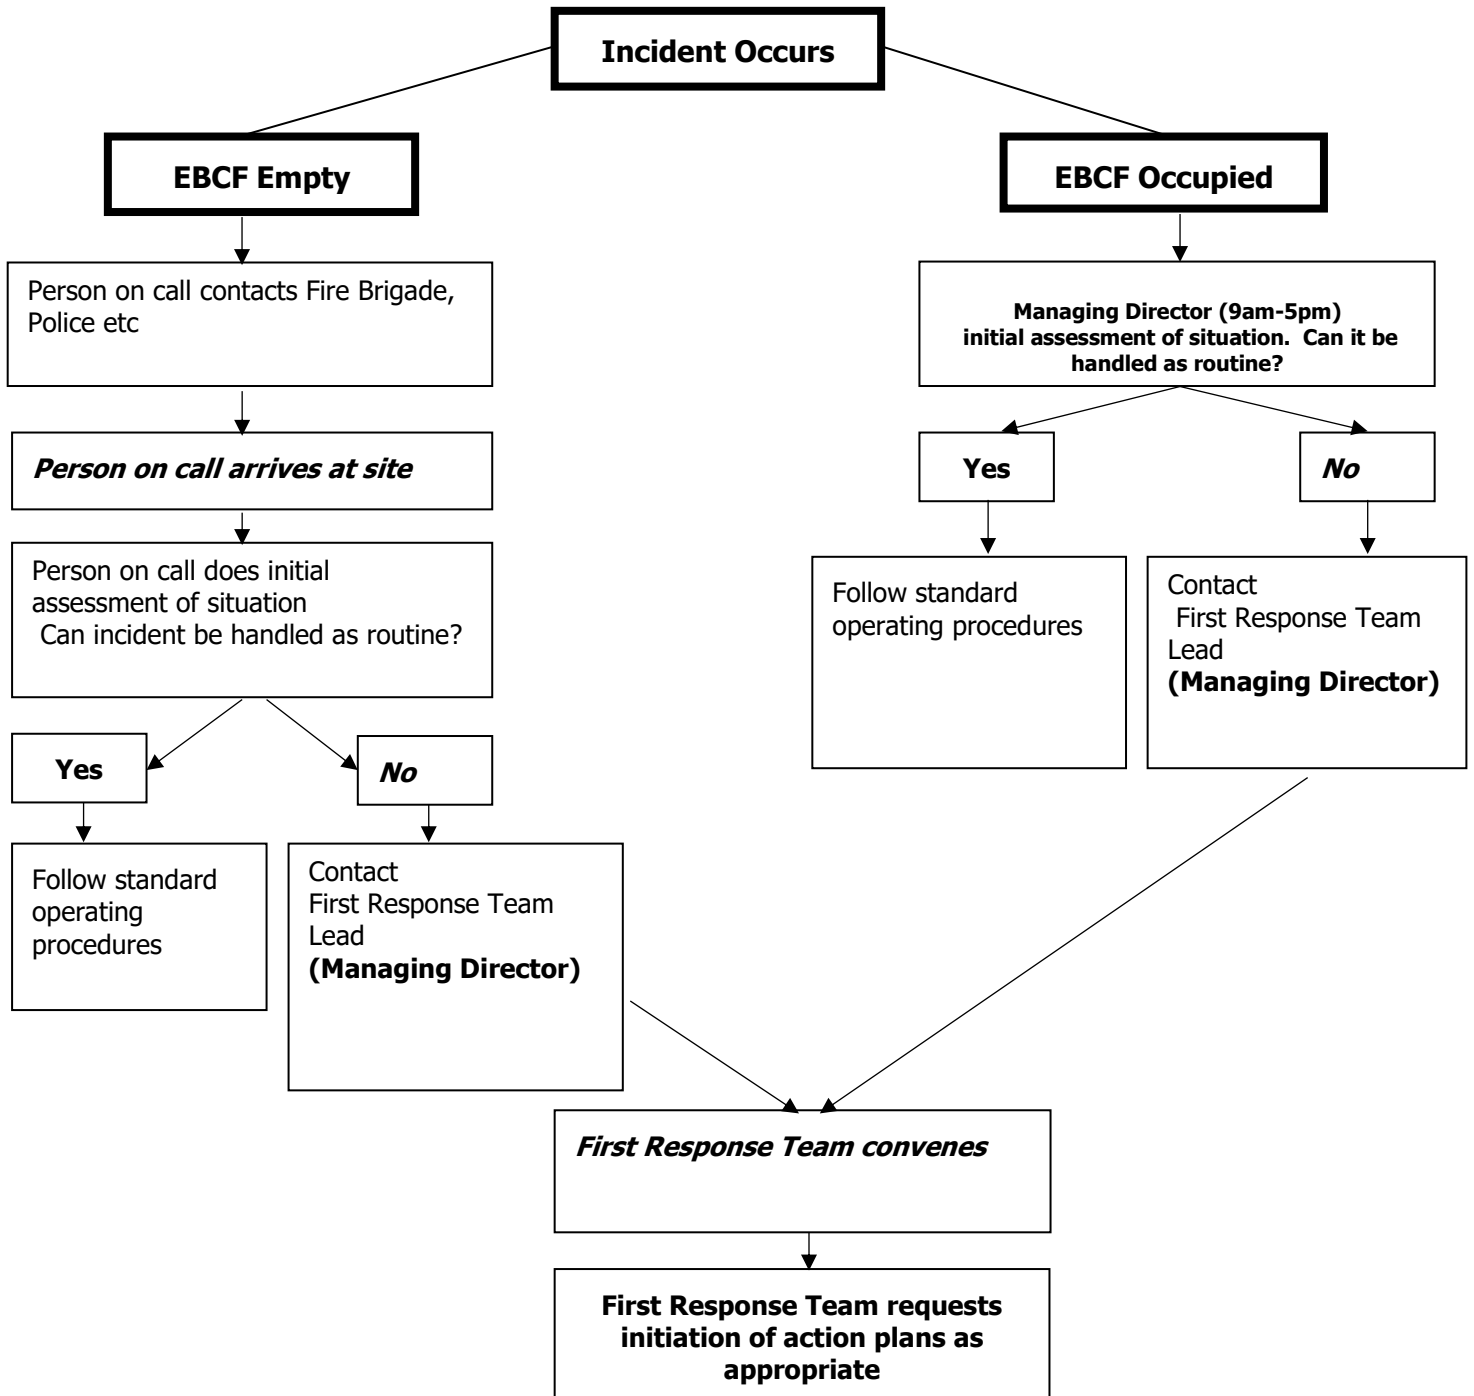 Incident Occurs
EBCF Empty
EBCF Occupied
Person on call contacts Fire Brigade,
Police etc
Managing Director (9am-5pm)
initial assessment of situation.  Can it be
handled as routine?
Person on call arrives at site
Yes
No
Person on call does initial
assessment of situation
Can incident be handled as routine?
Follow standard
operating procedures
Contact
First Response Team
Lead
(Managing Director)
Yes
No
Follow standard
operating
procedures
Contact
First Response Team
Lead
(Managing Director)
First Response Team convenes
First Response Team requests
initiation of action plans as
appropriate